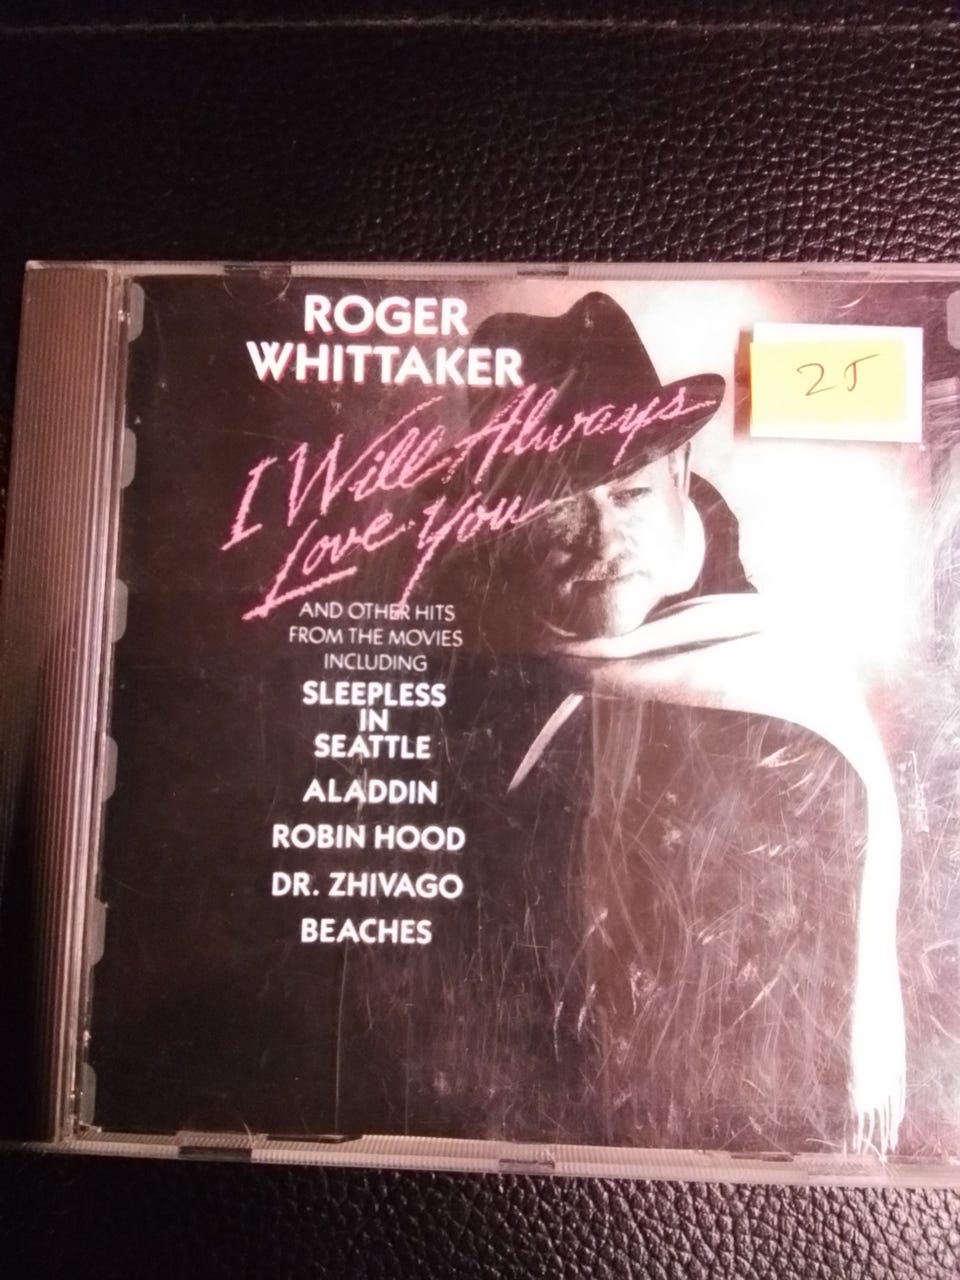 ROGER
WHITTAKER
25
I Will Always
Love You
AND OTHER HITS
FROM THE MOVIES
INCLUDING
SLEEPLESS
IN
SEATTLE
ALADDIN
ROBIN HOOD
DR. ZHIVAGO
BEACHES